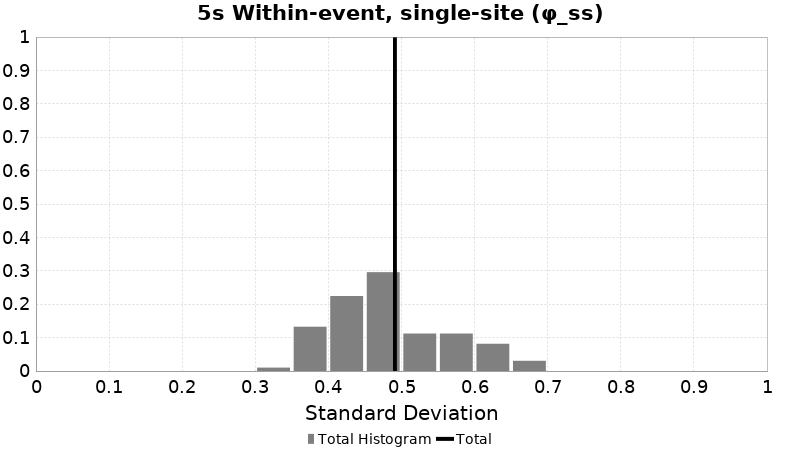 5s Within-event, single-site (φ_ss)
1
0.9
0.8
0.7
0.6
0.5
0.4
0.3
0.2
0.1
0
0 0.1 0.2 0.3 0.4 0.5 0.6 0.7 0.8 0.9 1
Standard Deviation
Total Histogram Total